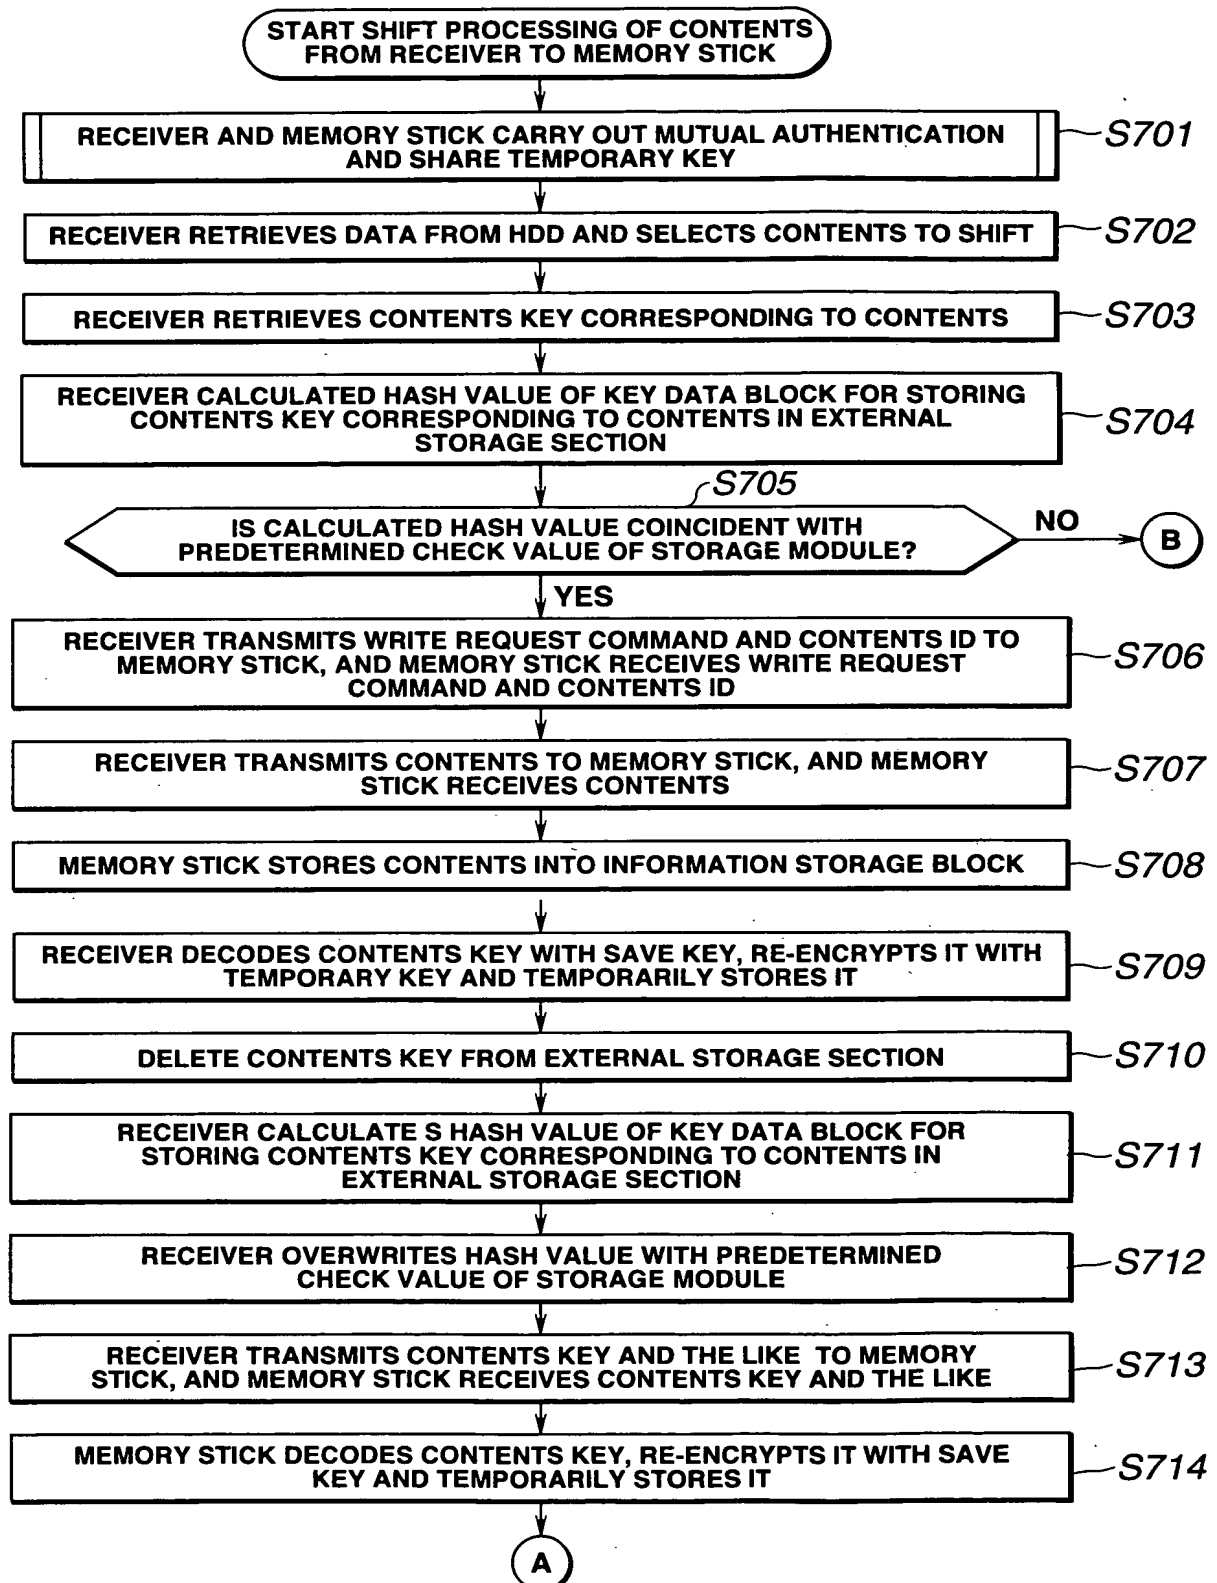 START SHIFT PROCESSING OF CONTENTS
FROM RECEIVER TO MEMORY STICK
RECEIVER AND MEMORY STICK CARRY OUT MUTUAL AUTHENTICATION
AND SHARE TEMPORARY KEY
S701
RECEIVER RETRIEVES DATA FROM HDD AND SELECTS CONTENTS TO SHIFT
S702
RECEIVER RETRIEVES CONTENTS KEY CORRESPONDING TO CONTENTS
S703
RECEIVER CALCULATED HASH VALUE OF KEY DATA BLOCK FOR STORING
CONTENTS KEY CORRESPONDING TO CONTENTS IN EXTERNAL
STORAGE SECTION
S704
S705
IS CALCULATED HASH VALUE COINCIDENT WITH
PREDETERMINED CHECK VALUE OF STORAGE MODULE?
NO
B
YES
RECEIVER TRANSMITS WRITE REQUEST COMMAND AND CONTENTS ID TO
MEMORY STICK, AND MEMORY STICK RECEIVES WRITE REQUEST
COMMAND AND CONTENTS ID
S706
RECEIVER TRANSMITS CONTENTS TO MEMORY STICK, AND MEMORY
STICK RECEIVES CONTENTS
S707
MEMORY STICK STORES CONTENTS INTO INFORMATION STORAGE BLOCK
S708
RECEIVER DECODES CONTENTS KEY WITH SAVE KEY, RE-ENCRYPTS IT WITH
TEMPORARY KEY AND TEMPORARILY STORES IT
S709
DELETE CONTENTS KEY FROM EXTERNAL STORAGE SECTION
S710
RECEIVER CALCULATE S HASH VALUE OF KEY DATA BLOCK FOR
STORING CONTENTS KEY CORRESPONDING TO CONTENTS IN
EXTERNAL STORAGE SECTION
S711
RECEIVER OVERWRITES HASH VALUE WITH PREDETERMINED
CHECK VALUE OF STORAGE MODULE
S712
RECEIVER TRANSMITS CONTENTS KEY AND THE LIKE TO MEMORY
STICK, AND MEMORY STICK RECEIVES CONTENTS KEY AND THE LIKE
S713
MEMORY STICK DECODES CONTENTS KEY, RE-ENCRYPTS IT WITH SAVE
KEY AND TEMPORARILY STORES IT
S714
A